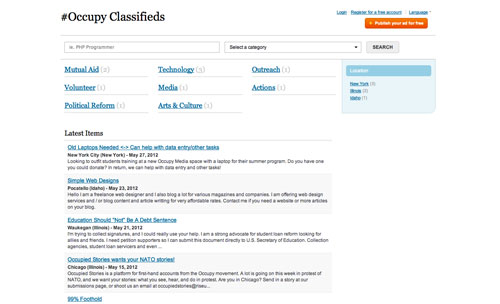 #Occupy Classifieds
Login Register for a free account Language
Publish your ad for free
ie. PHP Programmer
Select a category
SEARCH
Mutual Aid (2) Technology (5) Outreach (1)
Volunteer (1) Media (1) Actions (1)
Political Reform (1) Arts & Culture (1)
Location
New York
Illinois
Idaho (1)
Latest Items
Old Laptops Needed <-> Can help with data entry/other tasks
New York City (New York) - May 27, 2012
Looking to outfit students training at a new Occupy Media space with a laptop for their summer program. Do you have one
you could donate? In return, we can help with data entry and other tasks!
Simple Web Designs
Pocatello (Idaho) - May 23, 2012
Hello I am a freelance web designer and I also blog a lot for various magazines and companies. I am offering web design
services and / or blog content and article writing for very affordable rates. Contact me if you need a website or more articles
on your blog.
Education Should "Not" Be A Debt Sentence
Waukegan (Illinois) - May 21, 2012
I'm trying to collect signatures, and I could really use your help. I am a strong advocate for student loan reform looking for
allies and friends. I need petition supporters so I can submit this document directly to U.S. Secretary of Education. Collection
agencies, student loan servicers and even ...
Occupied Stories wants your NATO stories!
Chicago (Illinois) - May 15, 2012
Occupied Stories is a platform for first-hand accounts from the Occupy movement. A lot is going on this week in protest of
NATO, and we want your stories: what you see, hear, and do in protest. Are you in Chicago? Send in a story at our
submissions page, or shoot us an email at occupiedstories@riseu...
99% Foothold